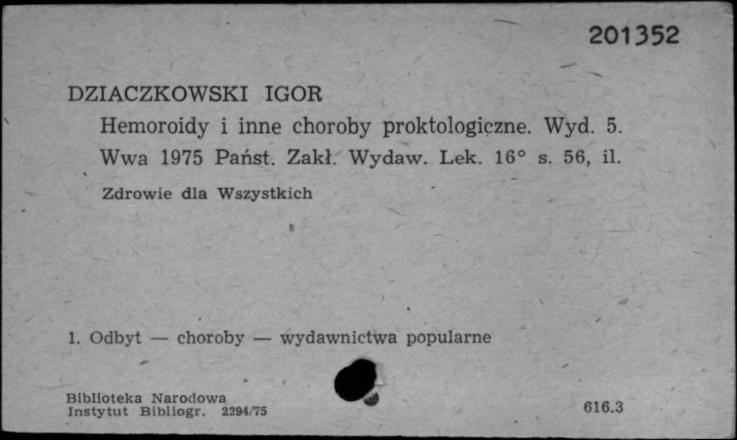 201352
DZIACZKOWSKI IGOR
Hemoroidy i inne choroby proktologiczne. Wyd. 5.
Wwa 1975 Państ. Zakł. Wydaw. Lek. 16° s. 56, il.
Zdrowie dla Wszystkich
1. Odbyt — choroby — wydawnictwa popularne
Biblioteka Narodowa
Instytut Bibliogr. 2294/75
616.3